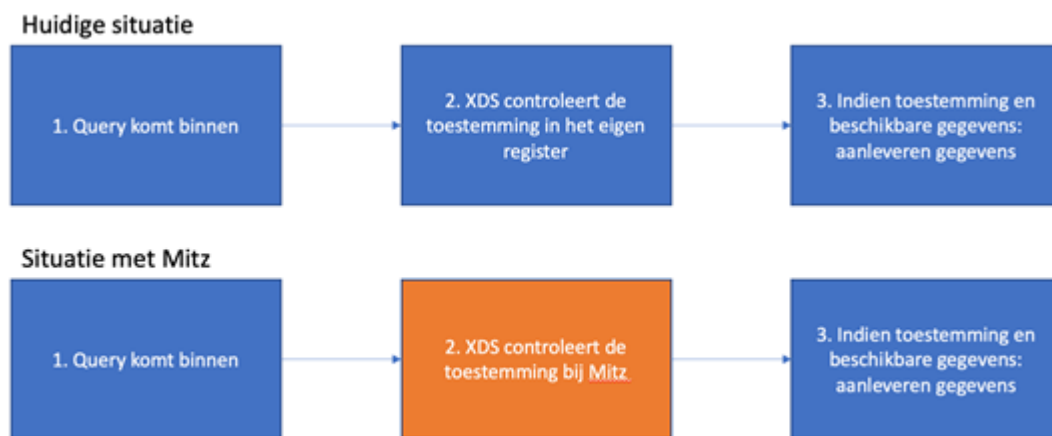 Huidige situatie
1. Query komt binnen
2. XDS controleert de
toestemming in het eigen
register
3. Indien toestemming en
beschikbare gegevens:
aanleveren gegevens
Situatie met Mitz
1. Query komt binnen
2. XDS controleert de
toestemming bij Mitz
3. Indien toestemming en
beschikbare gegevens:
aanleveren gegevens